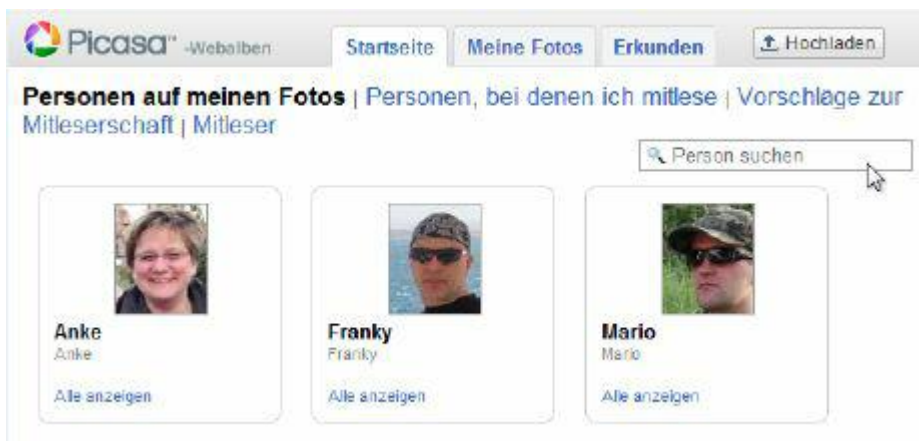 Picasa™ -Webalben Startseite Meine Fotos Erkunden Hochladen
Personen auf meinen Fotos | Personen, bei denen ich mitlese | Vorschläge zur
Mitleserschaft | Mitleser
Person suchen
Anke Franky Mario
Anke Franky Mario
Alle anzeigen Alle anzeigen Alle anzeigen